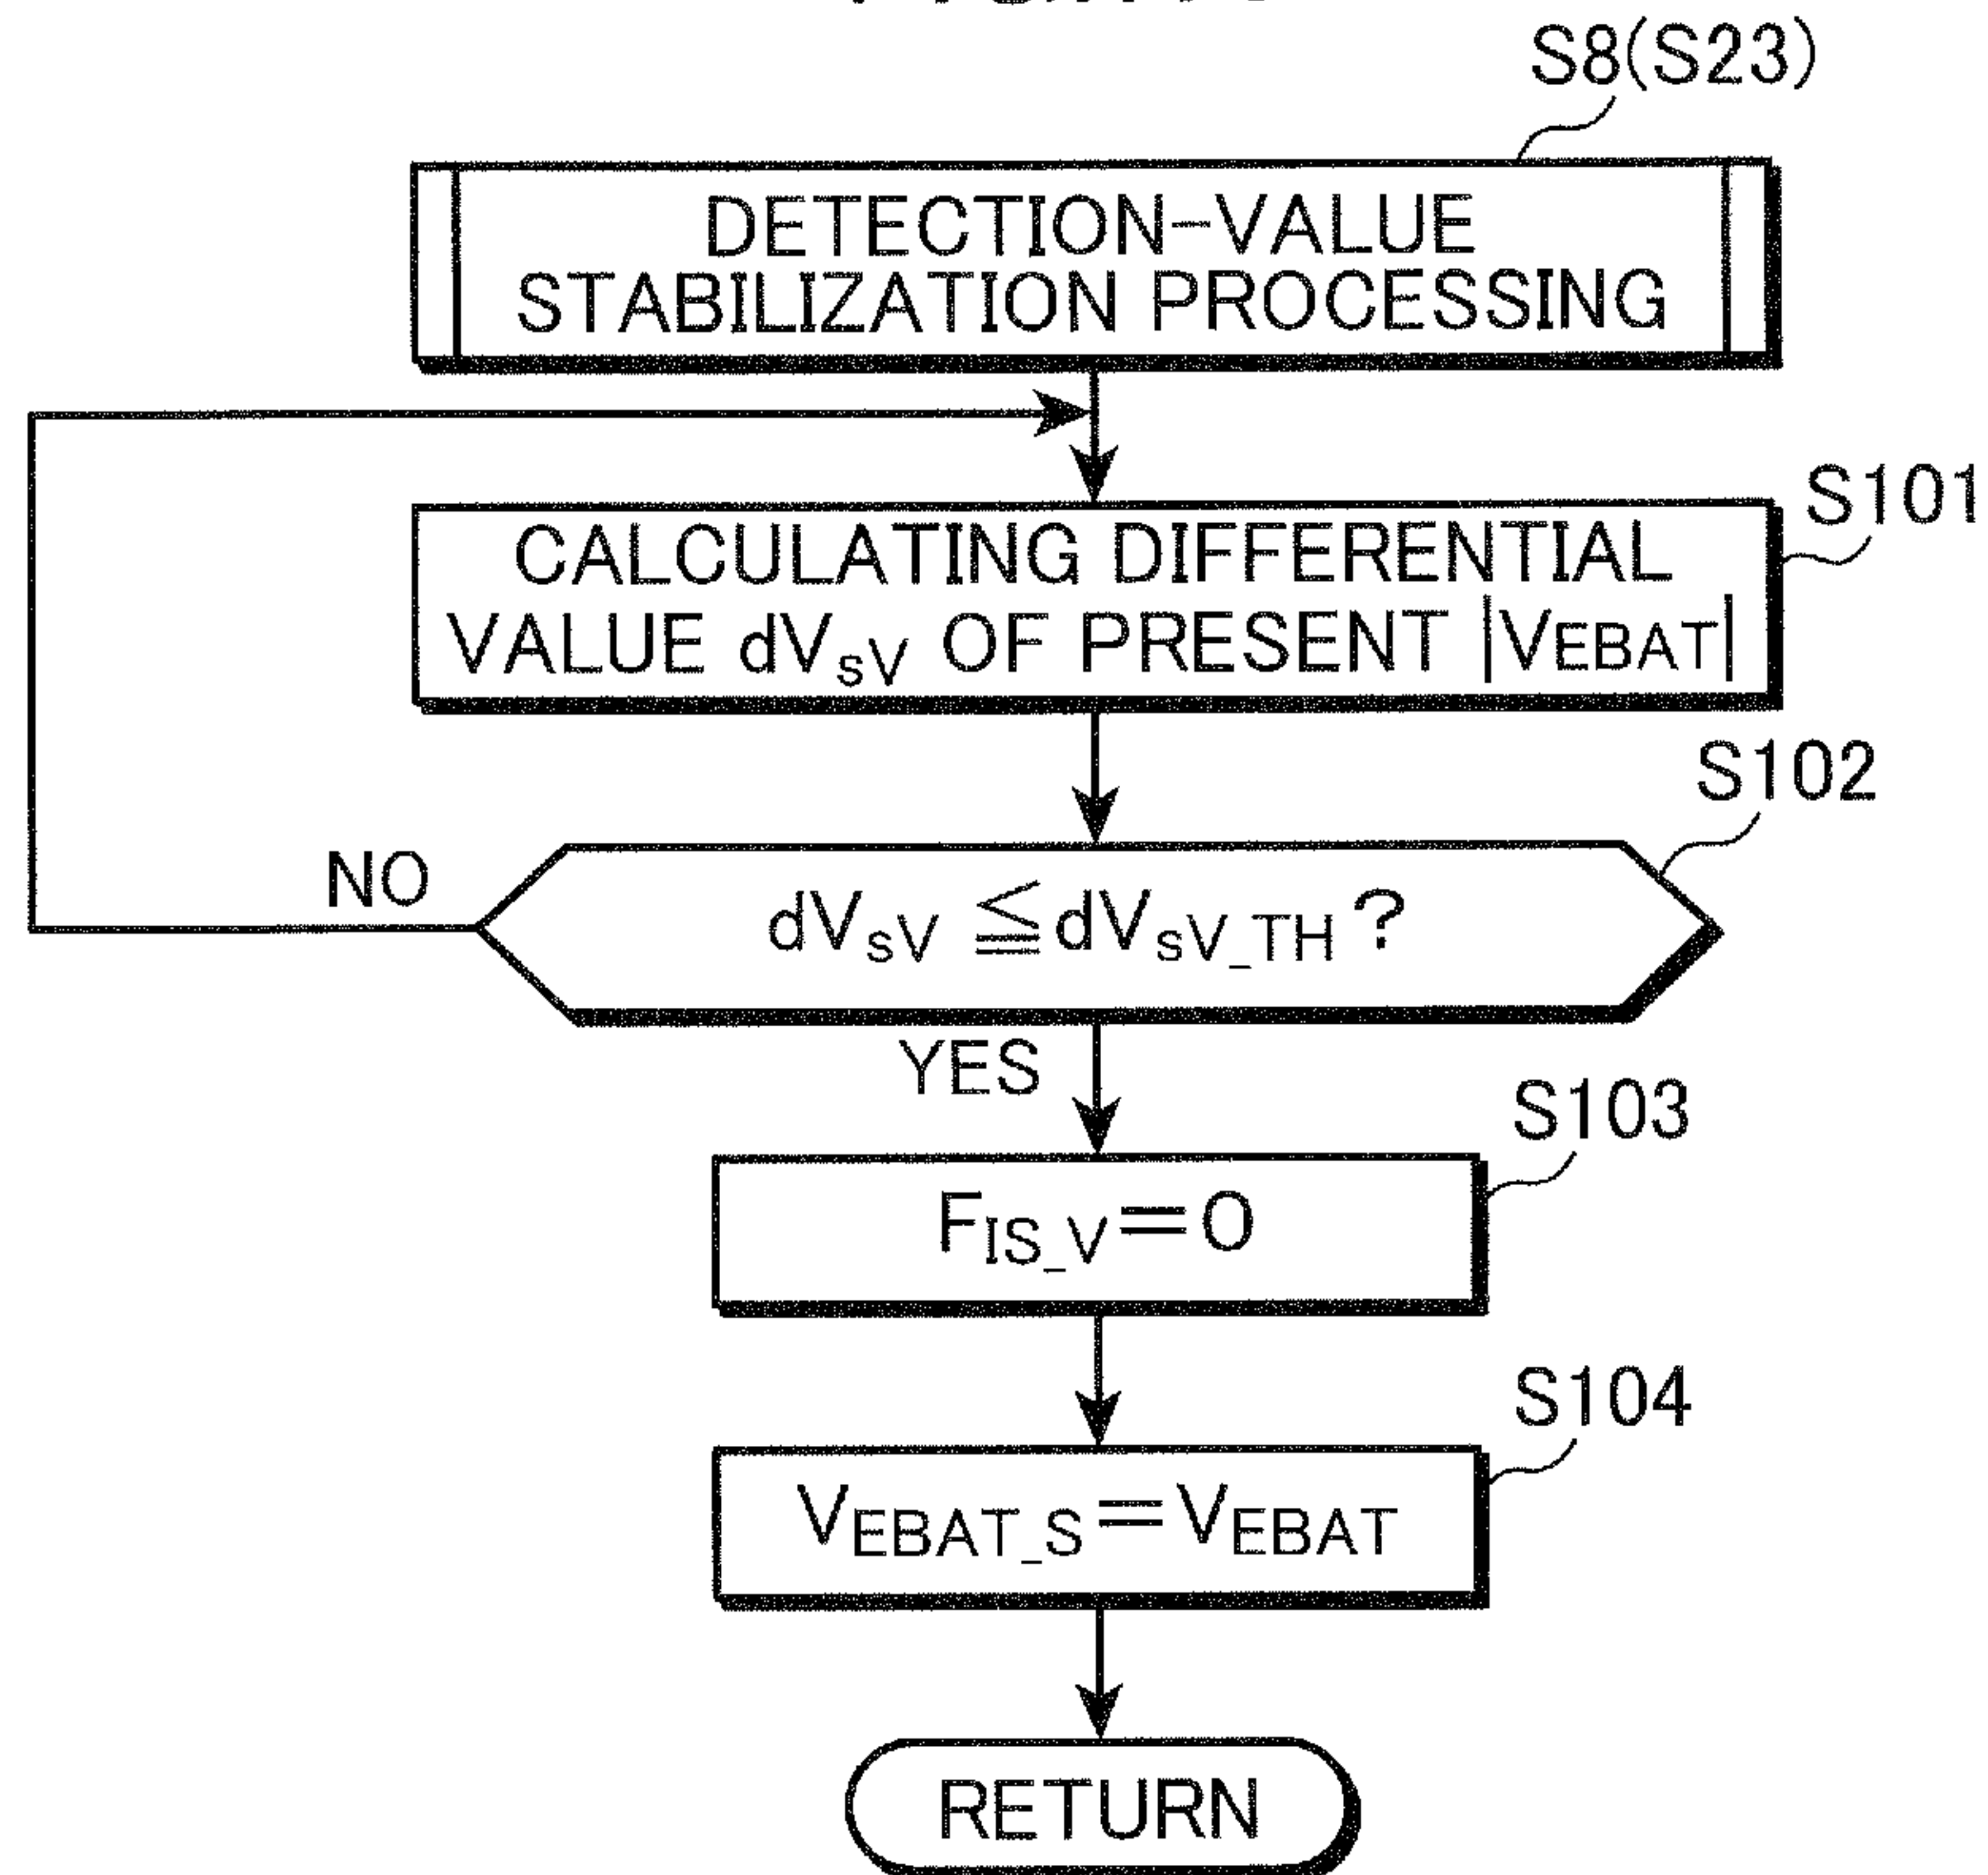 S8(S23)
DETECTION-VALUE
STABILIZATION PROCESSING
S101
CALCULATING DIFFERENTIAL
VALUE dVsV OF PRESENT |VEBAT|
S102
NO
dVsV ≦ dVsV_TH ?
YES
S103
FIS_V=0
S104
VEBAT_S=VEBAT
RETURN